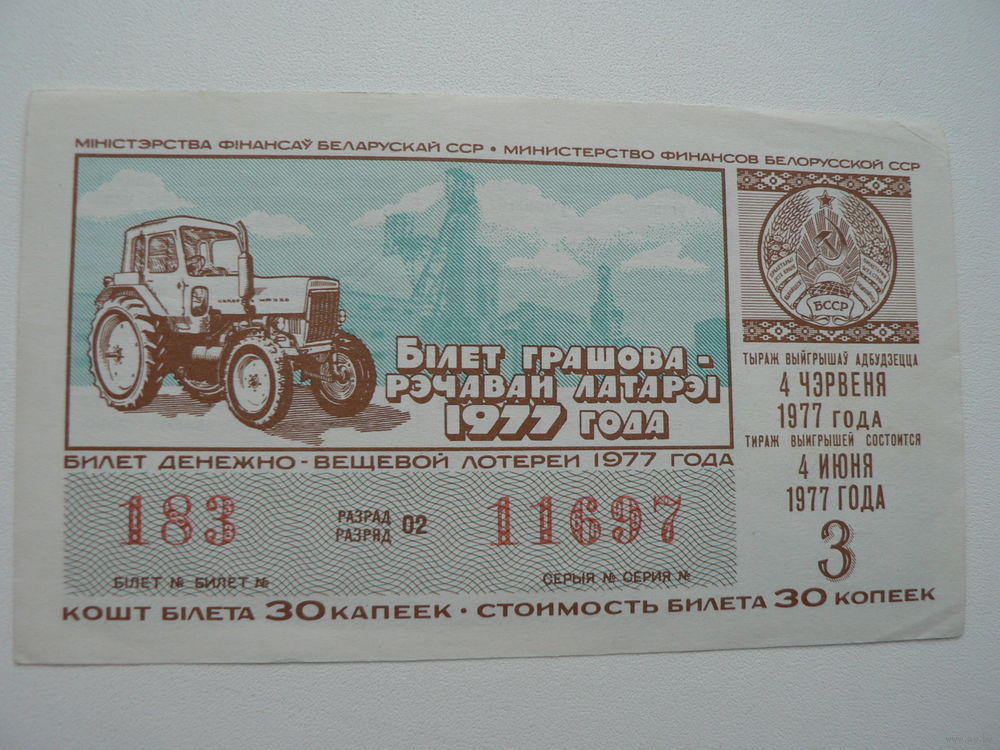 МІНІСТЭРСТВА ФІНАНСАЎ БЕЛАРУСКАЙ ССР • МИНИСТЕРСТВО ФИНАНСОВ БЕЛОРУССКОЙ ССР
БІЛЕТ ГРАШОВА-
РЭЧАВАЙ ЛАТАРЭІ
1977 ГОДА
БИЛЕТ ДЕНЕЖНО-ВЕЩЕВОЙ ЛОТЕРЕИ 1977 ГОДА
БССР
ТЫРАЖ ВЫЙГРЫШАЎ АДБУДЗЕЦЦА
4 ЧЭРВЕНЯ
1977 ГОДА
ТИРАЖ ВЫИГРЫШЕЙ СОСТОИТСЯ
4 ИЮНЯ
1977 ГОДА
3
183
РАЗРАД
РАЗРЯД 02
11697
БІЛЕТ № БИЛЕТ №
СЕРЫЯ № СЕРИЯ №
КОШТ БІЛЕТА 30 КАПЕЕК • СТОИМОСТЬ БИЛЕТА 30 КОПЕЕК